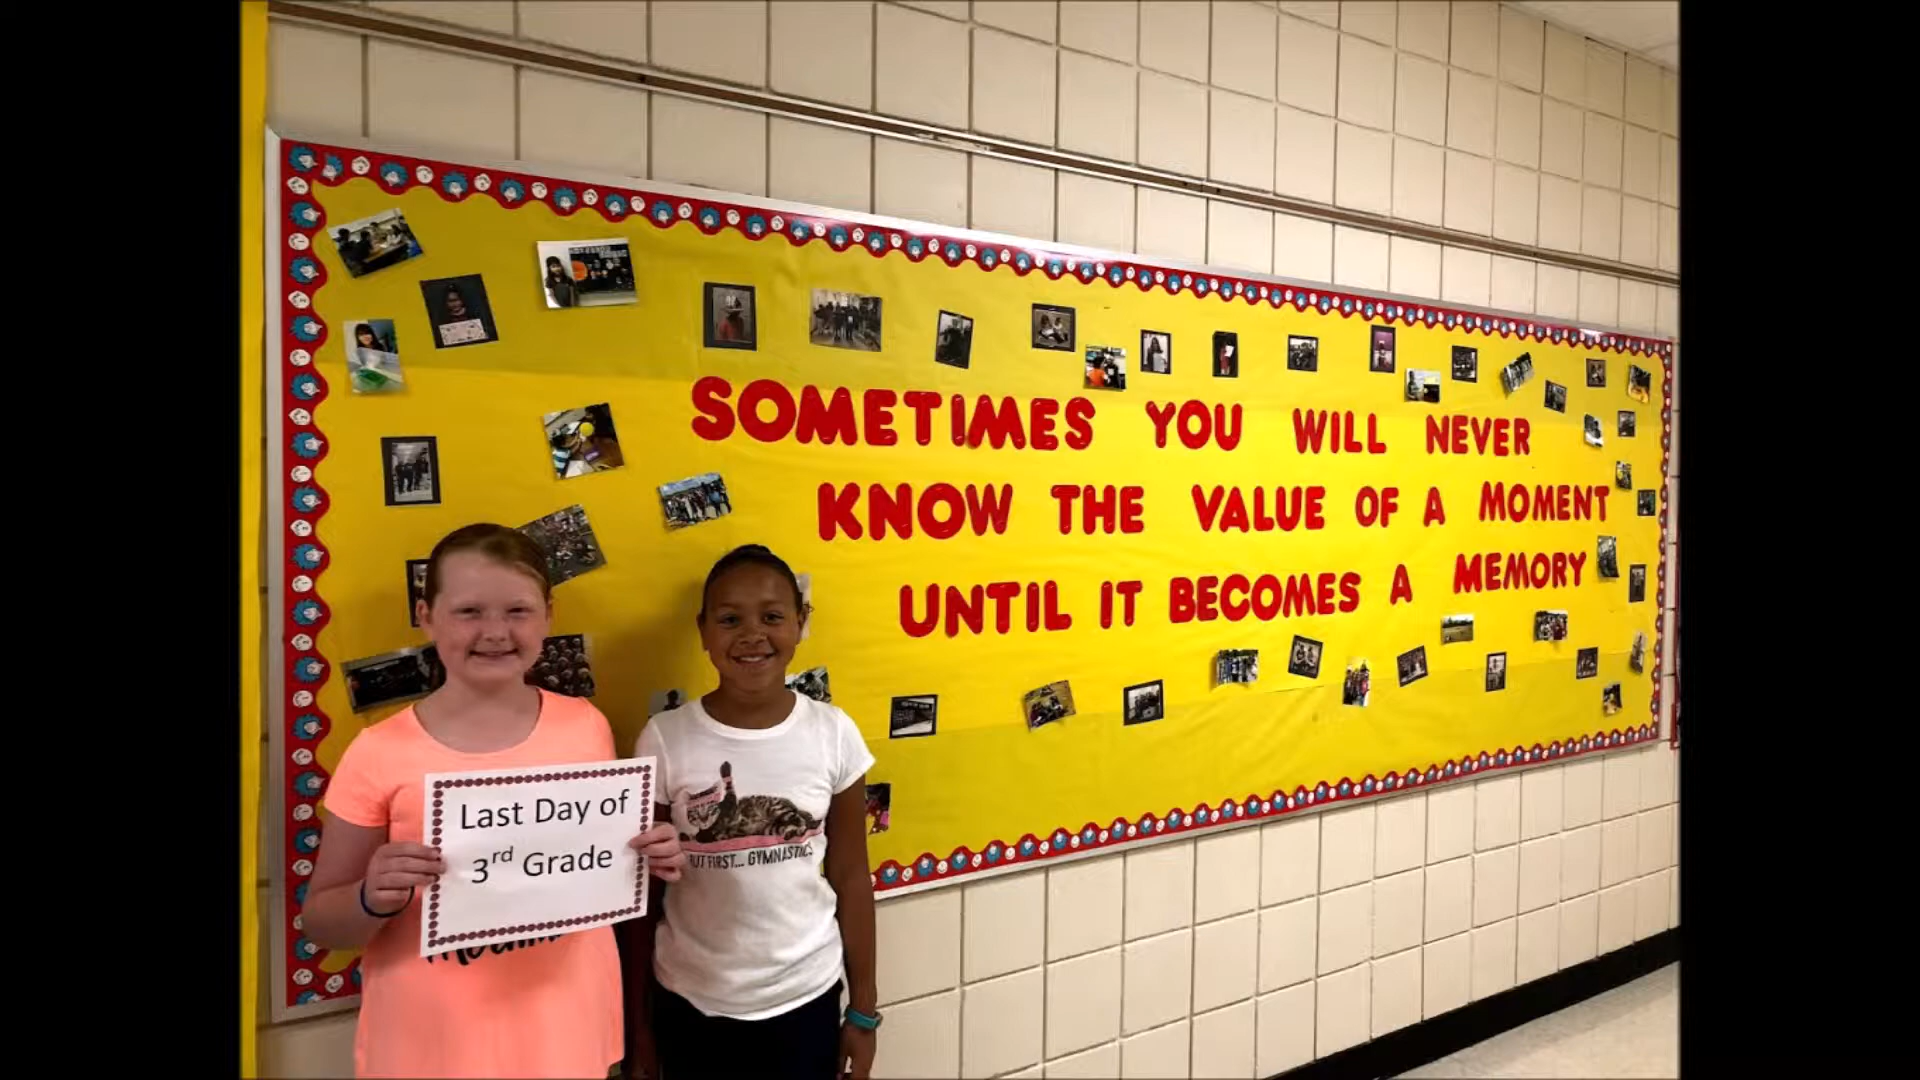 SOMETIMES YOU WILL NEVER
KNOW THE VALUE OF A MOMENT
UNTIL IT BECOMES A MEMORY
Last Day of
3rd Grade
FIRST... GYMNASTICS